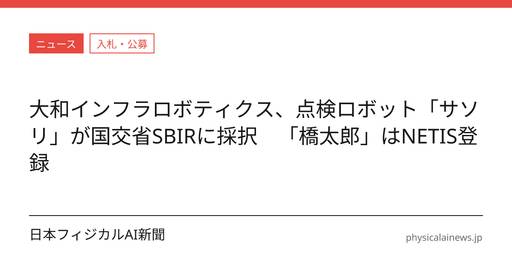 ニュース 入札・公募
大和インフラロボティクス、点検ロボット「サソ
リ」が国交省SBIRに採択　「橋太郎」はNETIS登
録
日本フィジカルAI新聞 physicalainews.jp